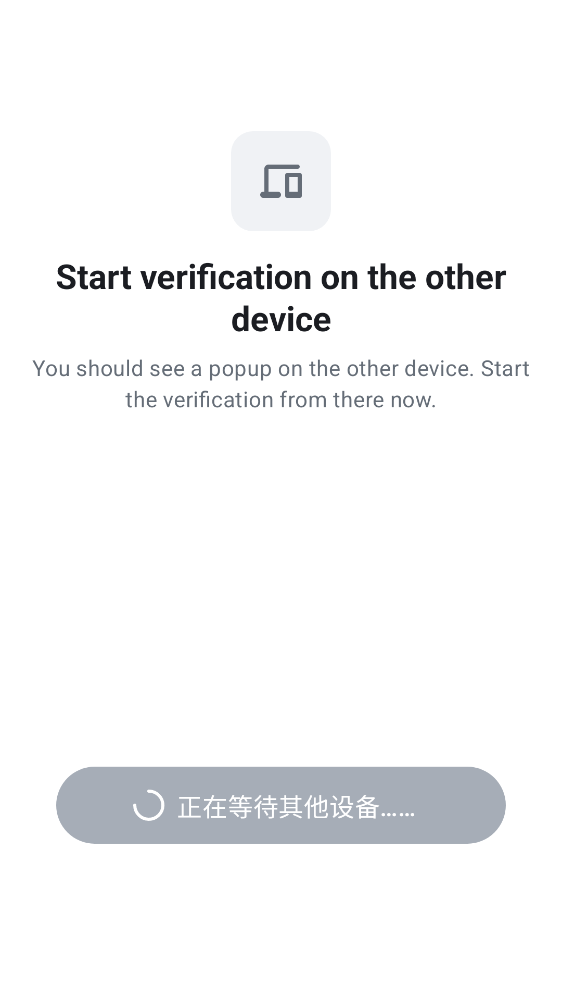 Start verification on the other
device
You should see a popup on the other device. Start
the verification from there now.
正在等待其他设备……